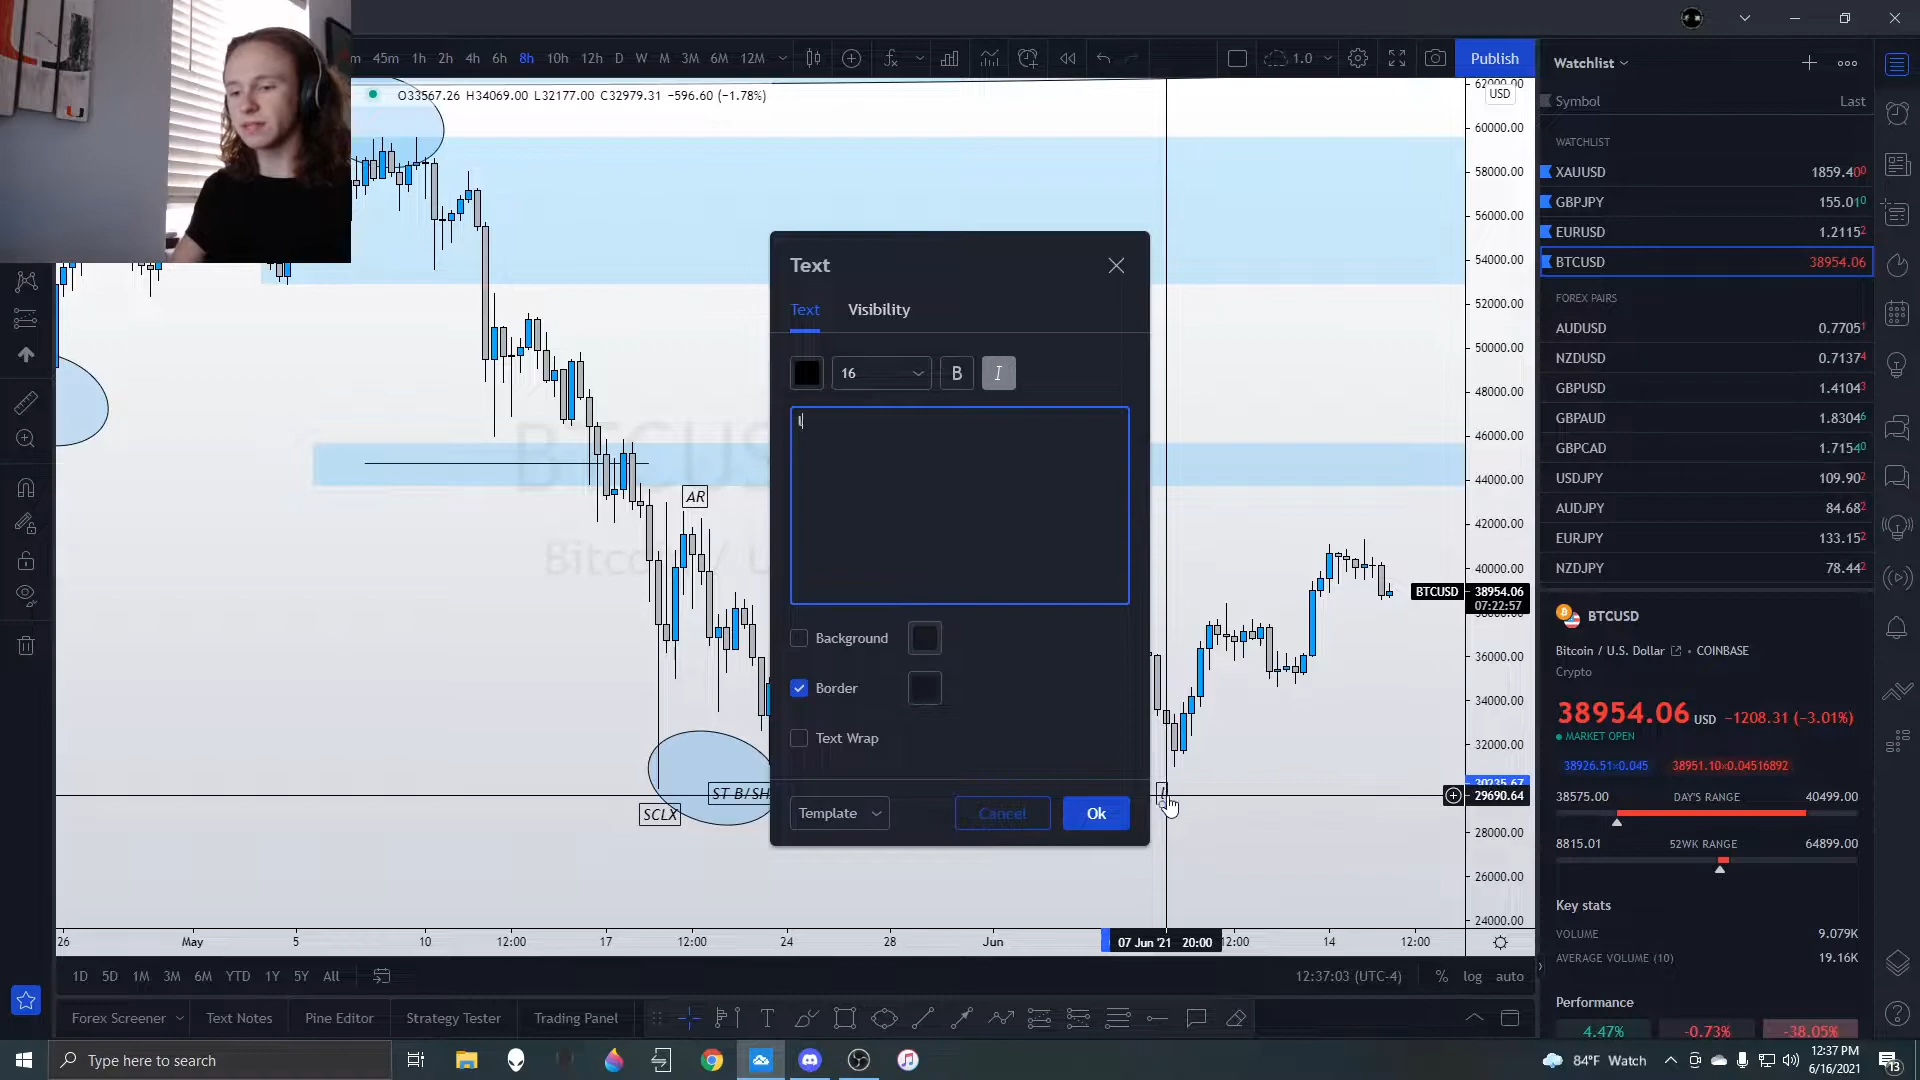 m 45m 1h 2h 4h 6h 8h 10h 12h D W M 3M 6M 12M 1.0 Publish
O33567.26 H34069.00 L32177.00 C32979.31 −596.60 (−1.78%)
USD
62000.00
60000.00
58000.00
56000.00
54000.00
52000.00
50000.00
48000.00
46000.00
44000.00
42000.00
40000.00
38000.00
36000.00
34000.00
32000.00
28000.00
26000.00
24000.00
BTCUSD 38954.06
07:22:57
30235.67
29690.64
AR
SCLX
ST B/SH
Text
Text Visibility
16 B I
Background
Border
Text Wrap
Template Cancel Ok
26 May 5 10 12:00 17 12:00 24 28 Jun 07 Jun '21 20:00 12:00 14 12:00
1D 5D 1M 3M 6M YTD 1Y 5Y All 12:37:03 (UTC-4) % log auto
Forex Screener Text Notes Pine Editor Strategy Tester Trading Panel
Watchlist
Symbol Last
WATCHLIST
XAUUSD 1859.400
GBPJPY 155.010
EURUSD 1.21152
BTCUSD 38954.06
FOREX PAIRS
AUDUSD 0.77051
NZDUSD 0.71374
GBPUSD 1.41043
GBPAUD 1.83046
GBPCAD 1.71540
USDJPY 109.902
AUDJPY 84.682
EURJPY 133.152
NZDJPY 78.442
BTCUSD
Bitcoin / U.S. Dollar • COINBASE
Crypto
38954.06 USD −1208.31 (−3.01%)
MARKET OPEN
38926.51×0.045 38951.10×0.04516892
38575.00 DAY'S RANGE 40499.00
8815.01 52WK RANGE 64899.00
Key stats
VOLUME 9.079K
AVERAGE VOLUME (10) 19.16K
Performance
4.47% -0.73% -38.05%
Type here to search
84°F Watch
12:37 PM
6/16/2021
13